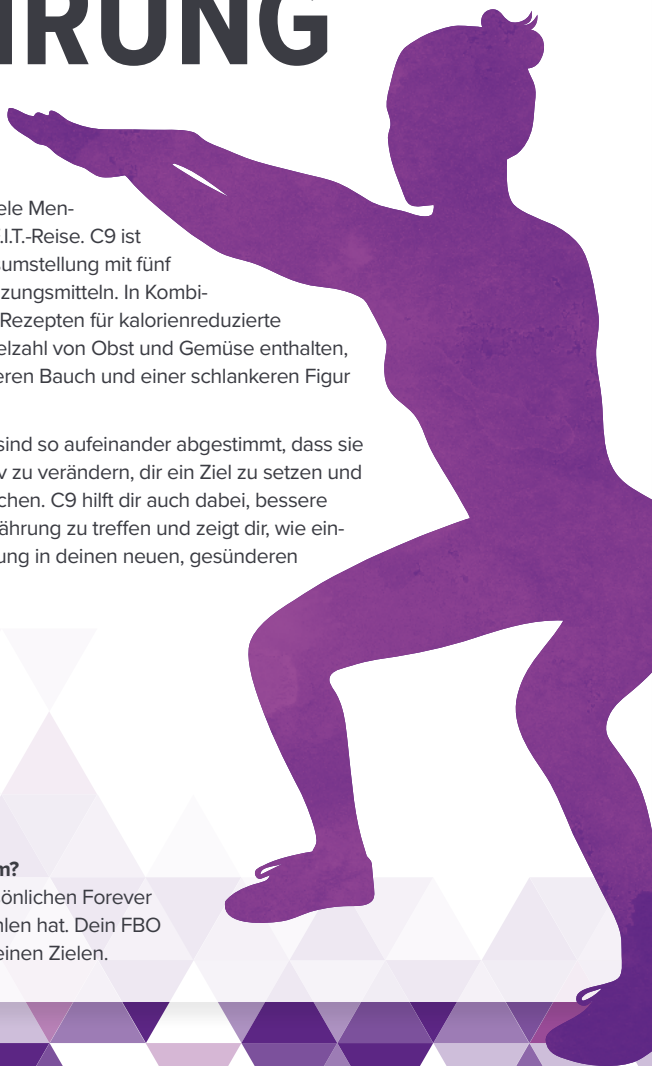 RUNG
ele Men-
.I.T.-Reise. C9 ist
sumstellung mit fünf
zungsmitteln. In Kombi-
Rezepten für kalorienreduzierte
elzahl von Obst und Gemüse enthalten,
eren Bauch und einer schlankeren Figur
sind so aufeinander abgestimmt, dass sie
v zu verändern, dir ein Ziel zu setzen und
chen. C9 hilft dir auch dabei, bessere
ährung zu treffen und zeigt dir, wie ein-
ung in deinen neuen, gesünderen
m?
önlichen Forever
hlen hat. Dein FBO
einen Zielen.